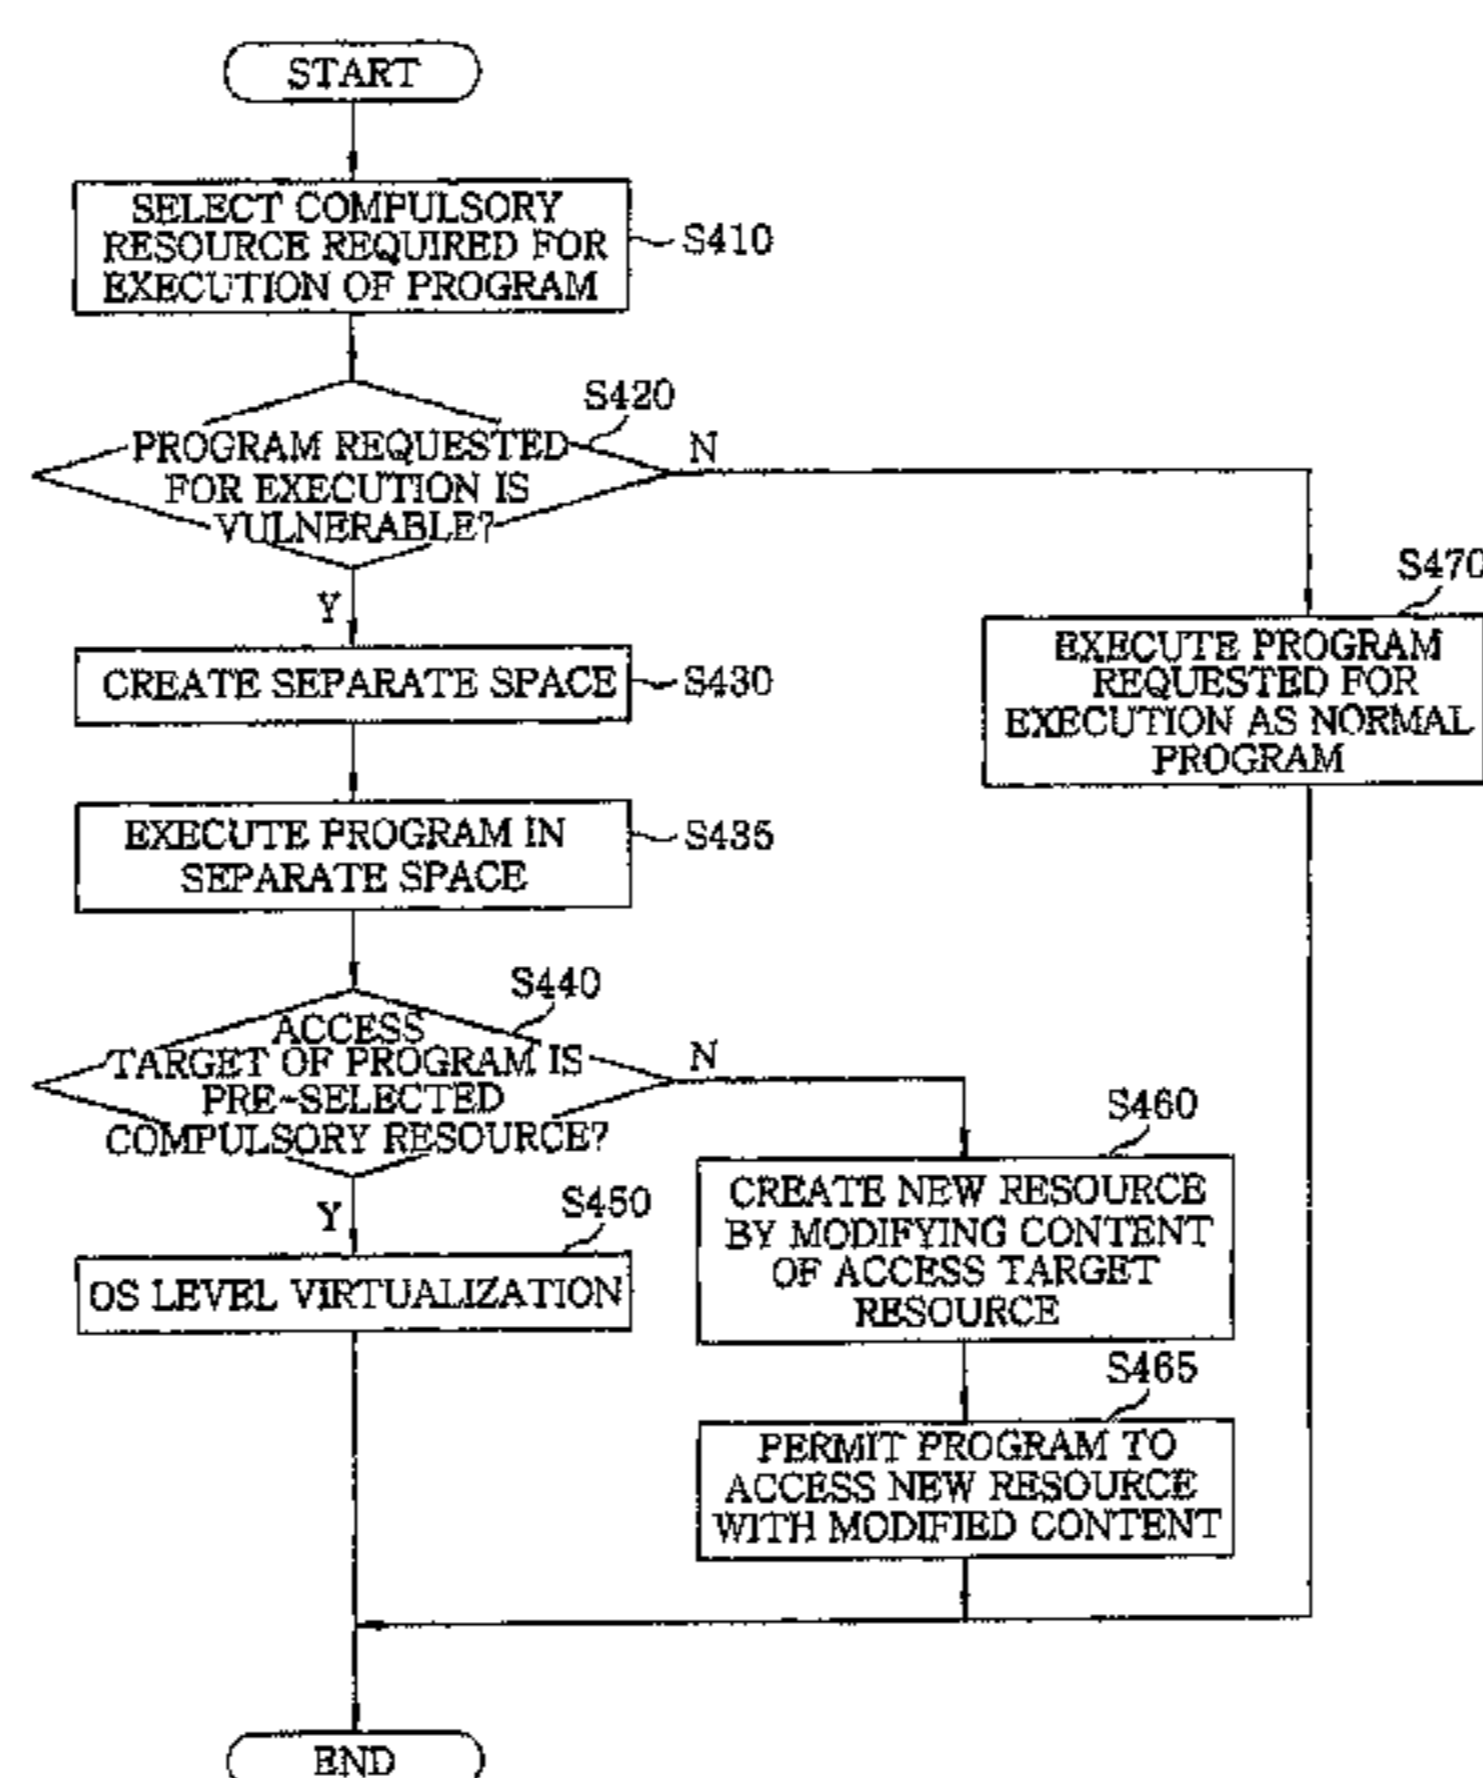 START
SELECT COMPULSORY
RESOURCE REQUIRED FOR
EXECUTION OF PROGRAM
S410
S420
PROGRAM REQUESTED
FOR EXECUTION IS
VULNERABLE?
N
Y
S470
EXECUTE PROGRAM
REQUESTED FOR
EXECUTION AS NORMAL
PROGRAM
CREATE SEPARATE SPACE
S430
EXECUTE PROGRAM IN
SEPARATE SPACE
S435
S440
ACCESS
TARGET OF PROGRAM IS
PRE-SELECTED
COMPULSORY RESOURCE?
N
Y
S450
OS LEVEL VIRTUALIZATION
S460
CREATE NEW RESOURCE
BY MODIFYING CONTENT
OF ACCESS TARGET
RESOURCE
S465
PERMIT PROGRAM TO
ACCESS NEW RESOURCE
WITH MODIFIED CONTENT
END